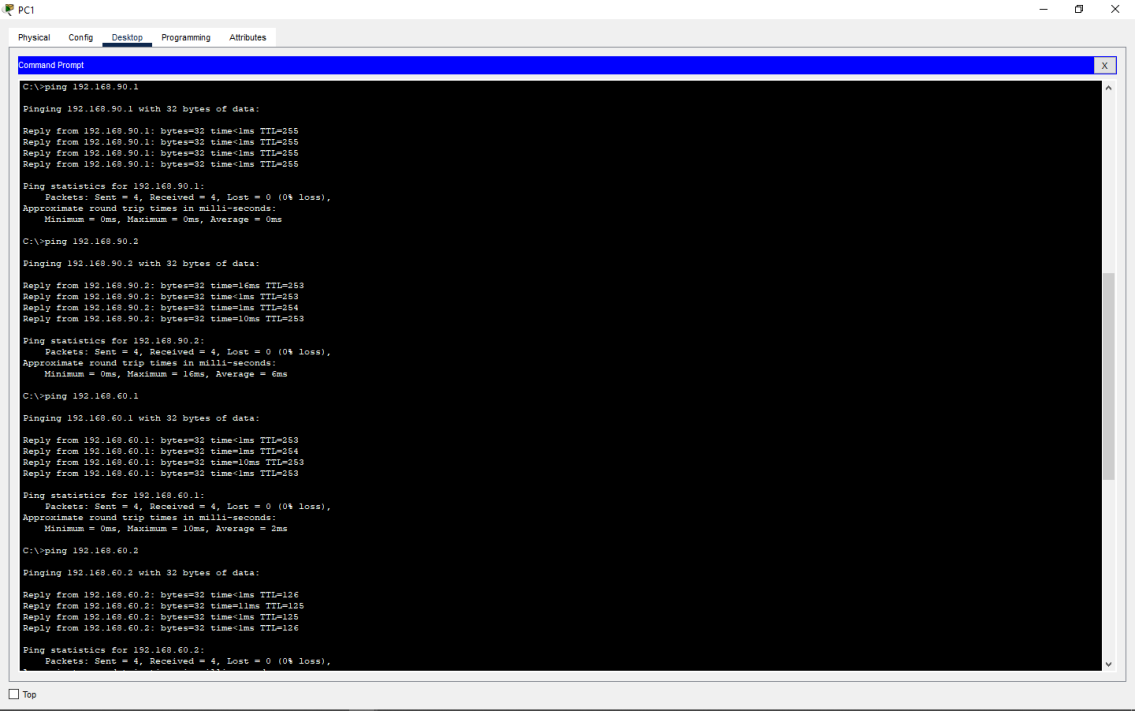 PC1
Physical Config Desktop Programming Attributes
Command Prompt
X
C:\>ping 192.168.90.1
Pinging 192.168.90.1 with 32 bytes of data:
Reply from 192.168.90.1: bytes=32 time<1ms TTL=255
Reply from 192.168.90.1: bytes=32 time<1ms TTL=255
Reply from 192.168.90.1: bytes=32 time<1ms TTL=255
Reply from 192.168.90.1: bytes=32 time<1ms TTL=255
Ping statistics for 192.168.90.1:
Packets: Sent = 4, Received = 4, Lost = 0 (0% loss),
Approximate round trip times in milli-seconds:
Minimum = 0ms, Maximum = 0ms, Average = 0ms
C:\>ping 192.168.90.2
Pinging 192.168.90.2 with 32 bytes of data:
Reply from 192.168.90.2: bytes=32 time=16ms TTL=253
Reply from 192.168.90.2: bytes=32 time<1ms TTL=253
Reply from 192.168.90.2: bytes=32 time=1ms TTL=254
Reply from 192.168.90.2: bytes=32 time=10ms TTL=253
Ping statistics for 192.168.90.2:
Packets: Sent = 4, Received = 4, Lost = 0 (0% loss),
Approximate round trip times in milli-seconds:
Minimum = 0ms, Maximum = 16ms, Average = 6ms
C:\>ping 192.168.60.1
Pinging 192.168.60.1 with 32 bytes of data:
Reply from 192.168.60.1: bytes=32 time<1ms TTL=253
Reply from 192.168.60.1: bytes=32 time=1ms TTL=254
Reply from 192.168.60.1: bytes=32 time=10ms TTL=253
Reply from 192.168.60.1: bytes=32 time<1ms TTL=253
Ping statistics for 192.168.60.1:
Packets: Sent = 4, Received = 4, Lost = 0 (0% loss),
Approximate round trip times in milli-seconds:
Minimum = 0ms, Maximum = 10ms, Average = 2ms
C:\>ping 192.168.60.2
Pinging 192.168.60.2 with 32 bytes of data:
Reply from 192.168.60.2: bytes=32 time<1ms TTL=126
Reply from 192.168.60.2: bytes=32 time=11ms TTL=125
Reply from 192.168.60.2: bytes=32 time<1ms TTL=125
Reply from 192.168.60.2: bytes=32 time<1ms TTL=126
Ping statistics for 192.168.60.2:
Packets: Sent = 4, Received = 4, Lost = 0 (0% loss),
Top